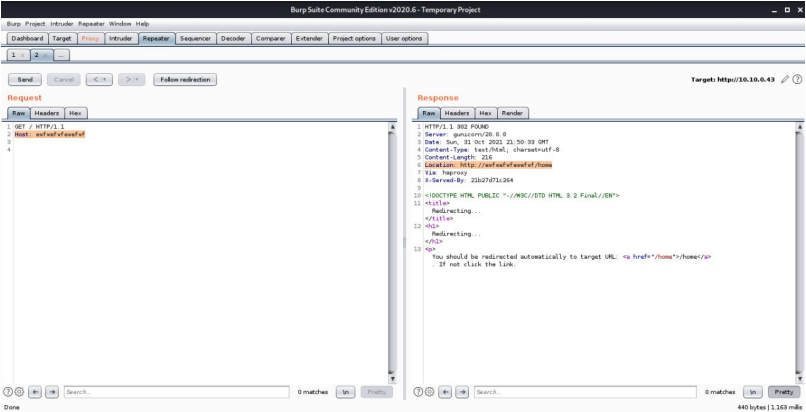 Burp Suite Community Edition v2020.6 - Temporary Project
Burp Project Intruder Repeater Window Help
Dashboard Target Proxy Intruder Repeater Sequencer Decoder Comparer Extender Project options User options
1 × 2 × ...
Send Cancel < > Follow redirection Target: http://10.10.0.43
Request
Raw Headers Hex
1 GET / HTTP/1.1
2 Host: ewfwefvfewefvf
3
4
Search... 0 matches \n Pretty
Response
Raw Headers Hex Render
1 HTTP/1.1 302 FOUND
2 Server: gunicorn/20.0.0
3 Date: Sun, 31 Oct 2021 21:50:33 GMT
4 Content-Type: text/html; charset=utf-8
5 Content-Length: 216
6 Location: http://ewfwefvfewefvf/home
7 Via: haproxy
8 X-Served-By: 21b27d71c264
9
10 <!DOCTYPE HTML PUBLIC "-//W3C//DTD HTML 3.2 Final//EN">
11 <title>
Redirecting...
</title>
12 <h1>
Redirecting...
</h1>
13 <p>
You should be redirected automatically to target URL: <a href="/home">/home</a>
. If not click the link.
Search... 0 matches \n Pretty
Done 440 bytes | 1.163 millis